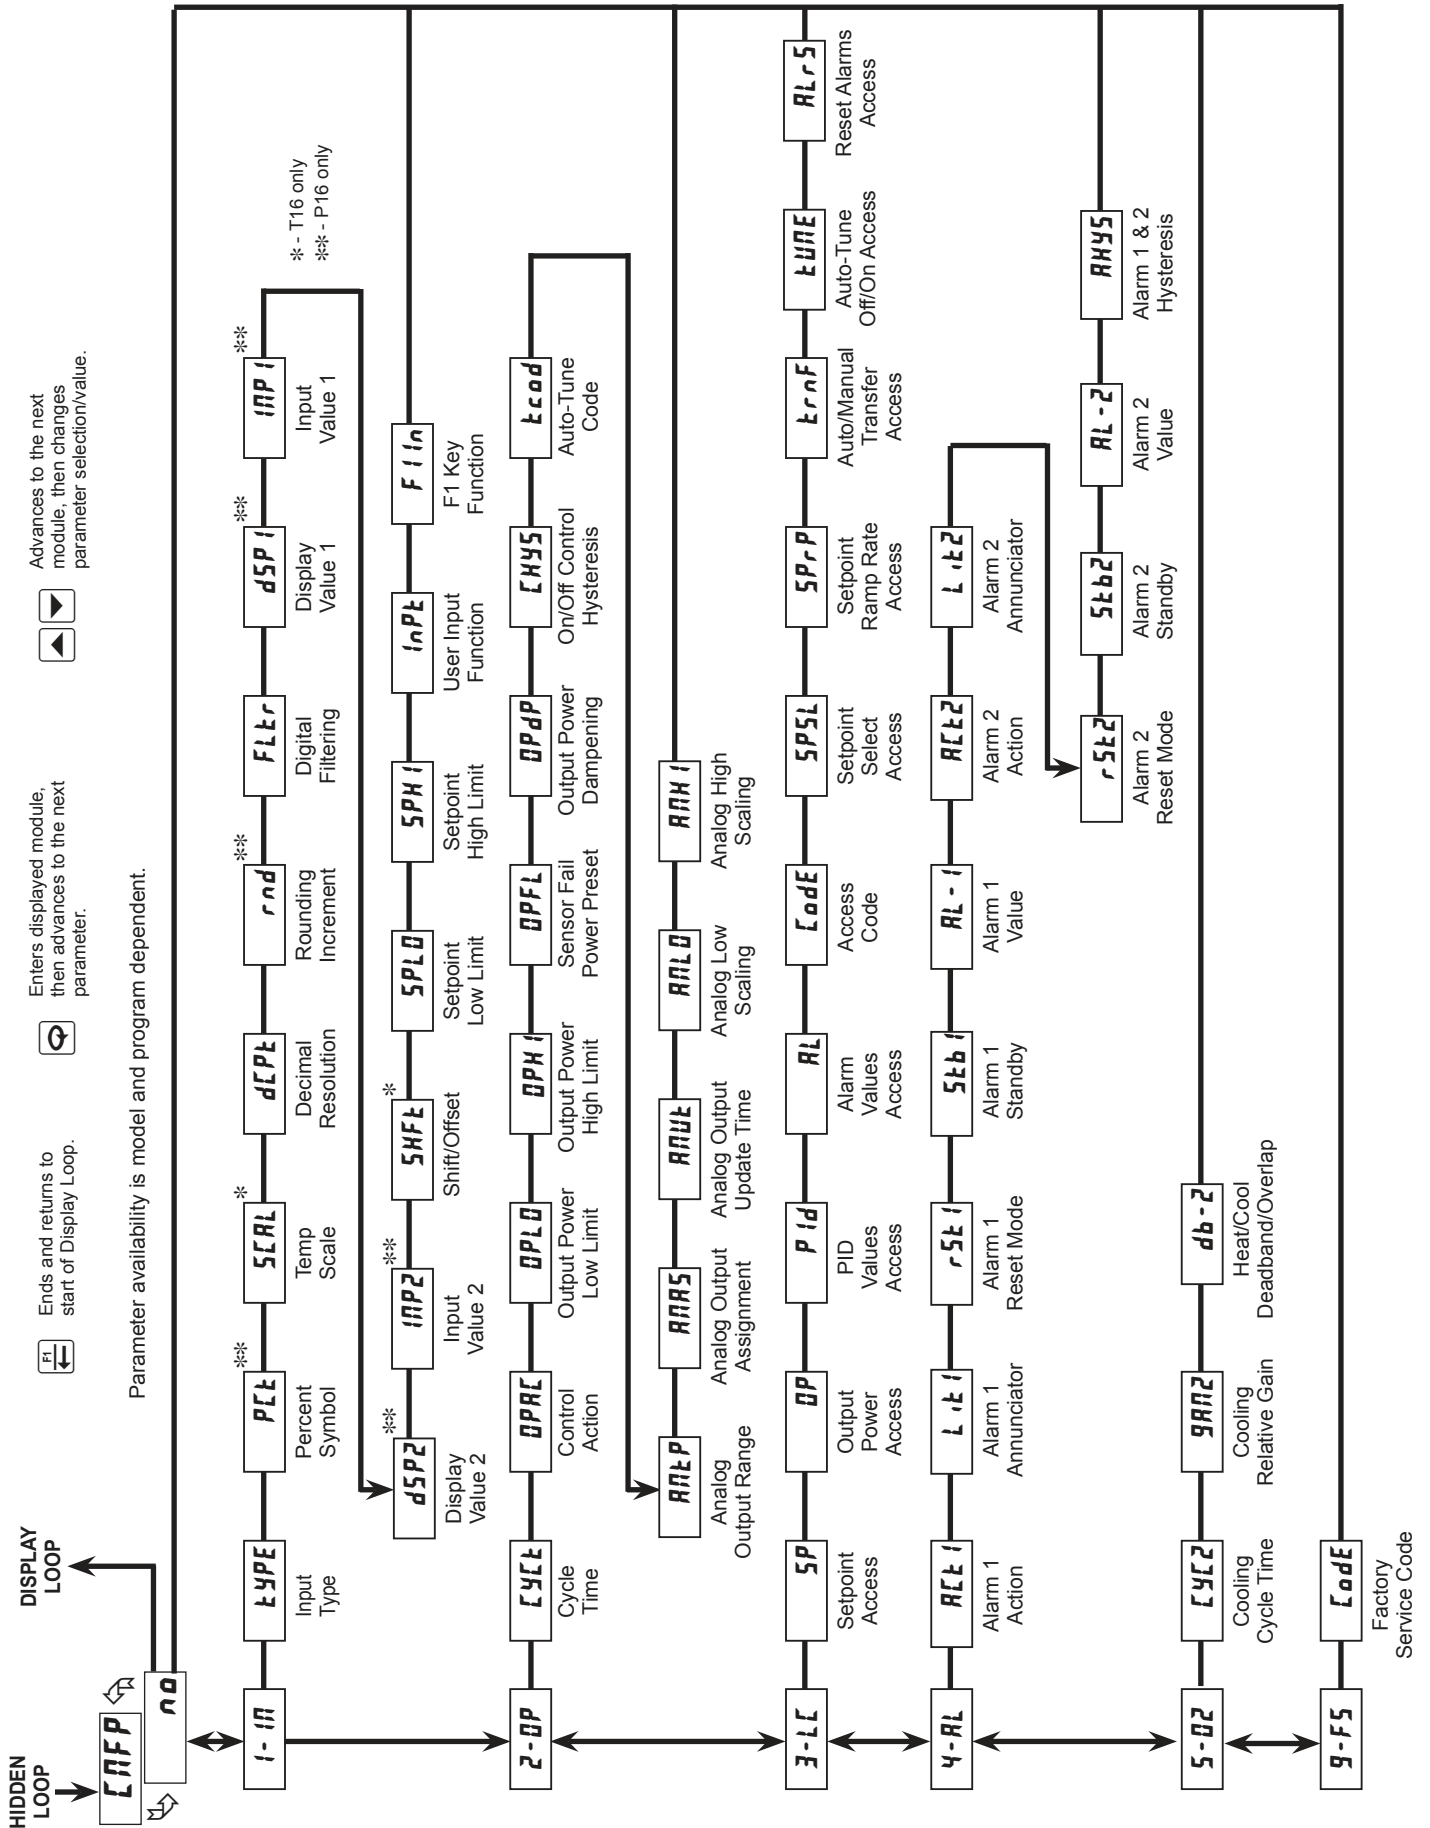 HIDDEN
LOOP
CNFP
no
DISPLAY
LOOP
F1
Ends and returns to
start of Display Loop.
Enters displayed module,
then advances to the next
parameter.
Advances to the next
module, then changes
parameter selection/value.
Parameter availability is model and program dependent.
* - T16 only
** - P16 only
1-IN
tYPE
Input
Type
**
PCt
Percent
Symbol
*
SCAL
Temp
Scale
dCPt
Decimal
Resolution
**
rnd
Rounding
Increment
FLtr
Digital
Filtering
**
dSP1
Display
Value 1
**
INP1
Input
Value 1
**
dSP2
Display
Value 2
**
INP2
Input
Value 2
*
SHFt
Shift/Offset
SPLO
Setpoint
Low Limit
SPHI
Setpoint
High Limit
InPt
User Input
Function
F1In
F1 Key
Function
2-OP
CYCt
Cycle
Time
OPAC
Control
Action
OPLO
Output Power
Low Limit
OPHI
Output Power
High Limit
OPFL
Sensor Fail
Power Preset
OPdP
Output Power
Dampening
CHYS
On/Off Control
Hysteresis
tcod
Auto-Tune
Code
ANtP
Analog
Output Range
ANAS
Analog Output
Assignment
ANUt
Analog Output
Update Time
ANLO
Analog Low
Scaling
ANHI
Analog High
Scaling
3-LC
SP
Setpoint
Access
OP
Output
Power
Access
PId
PID
Values
Access
AL
Alarm
Values
Access
CodE
Access
Code
SPSL
Setpoint
Select
Access
SPrP
Setpoint
Ramp Rate
Access
trnF
Auto/Manual
Transfer
Access
tUNE
Auto-Tune
Off/On Access
ALrS
Reset Alarms
Access
4-AL
ACt1
Alarm 1
Action
Lit1
Alarm 1
Annunciator
rSt1
Alarm 1
Reset Mode
Stb1
Alarm 1
Standby
AL-1
Alarm 1
Value
ACt2
Alarm 2
Action
Lit2
Alarm 2
Annunciator
rSt2
Alarm 2
Reset Mode
Stb2
Alarm 2
Standby
AL-2
Alarm 2
Value
AHYS
Alarm 1 & 2
Hysteresis
5-O2
CYC2
Cooling
Cycle Time
gAN2
Cooling
Relative Gain
db-2
Heat/Cool
Deadband/Overlap
9-FS
CodE
Factory
Service Code